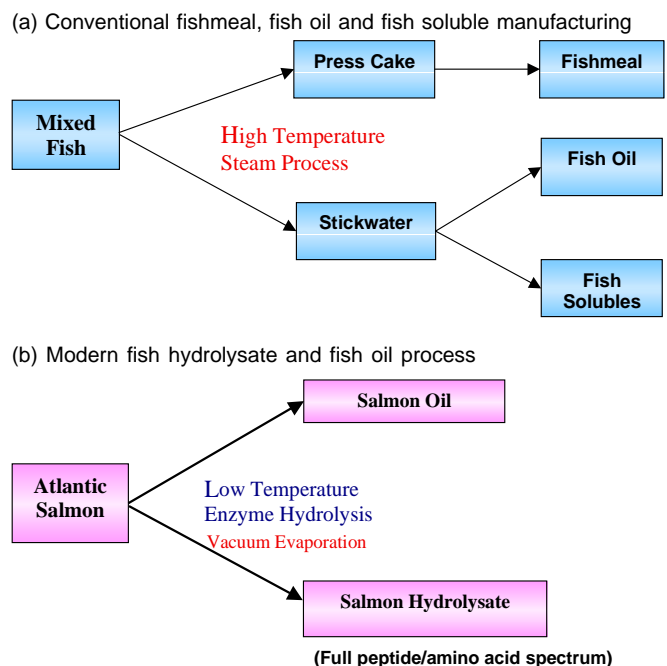 (a) Conventional fishmeal, fish oil and fish soluble manufacturing
Press Cake
Fishmeal
Mixed
Fish
High Temperature
Steam Process
Fish Oil
Stickwater
Fish
Solubles
(b) Modern fish hydrolysate and fish oil process
Salmon Oil
Atlantic
Salmon
Low Temperature
Enzyme Hydrolysis
Vacuum Evaporation
Salmon Hydrolysate
(Full peptide/amino acid spectrum)